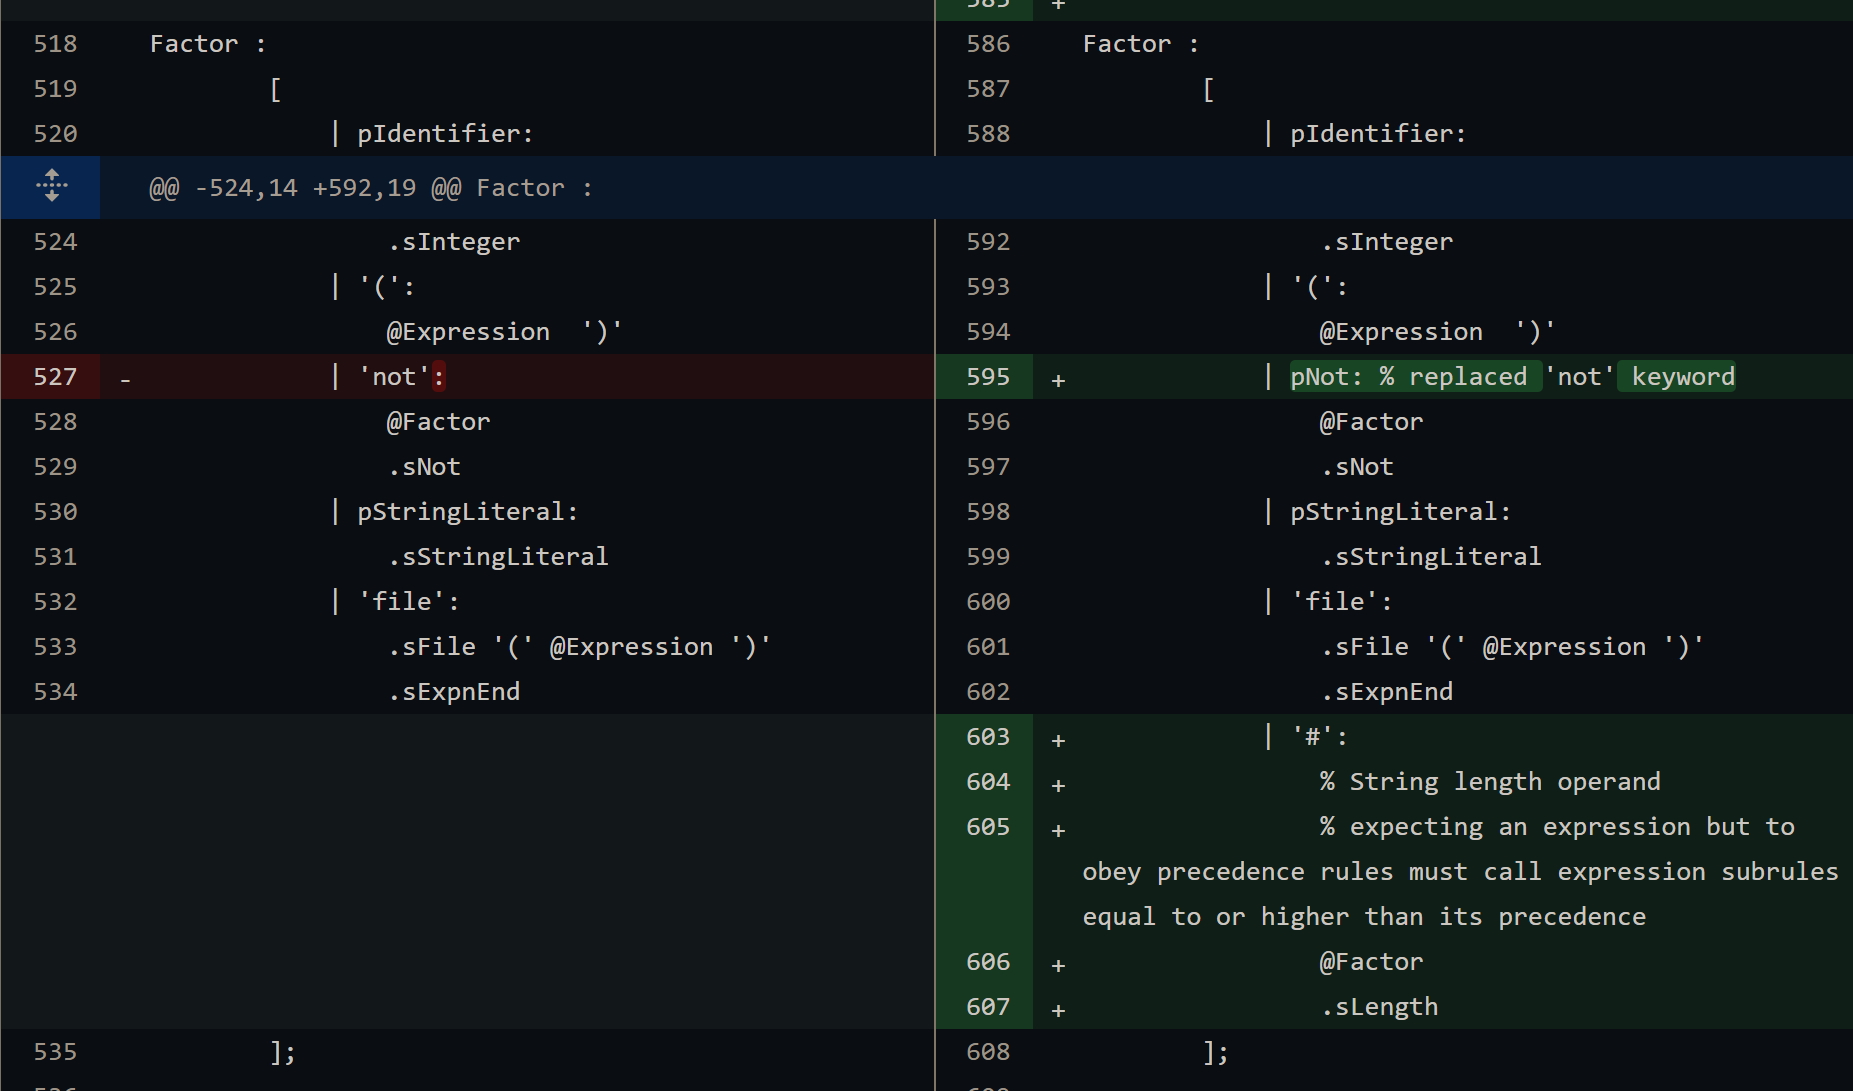 585 +
518 Factor : 586 Factor :
519 [ 587 [
520 | pIdentifier: 588 | pIdentifier:
@@ -524,14 +592,19 @@ Factor :
524 .sInteger 592 .sInteger
525 | '(': 593 | '(':
526 @Expression ')' 594 @Expression ')'
527 - | 'not': 595 + | pNot: % replaced 'not' keyword
528 @Factor 596 @Factor
529 .sNot 597 .sNot
530 | pStringLiteral: 598 | pStringLiteral:
531 .sStringLiteral 599 .sStringLiteral
532 | 'file': 600 | 'file':
533 .sFile '(' @Expression ')' 601 .sFile '(' @Expression ')'
534 .sExpnEnd 602 .sExpnEnd
603 + | '#':
604 + % String length operand
605 + % expecting an expression but to
obey precedence rules must call expression subrules
equal to or higher than its precedence
606 + @Factor
607 + .sLength
535 ]; 608 ];